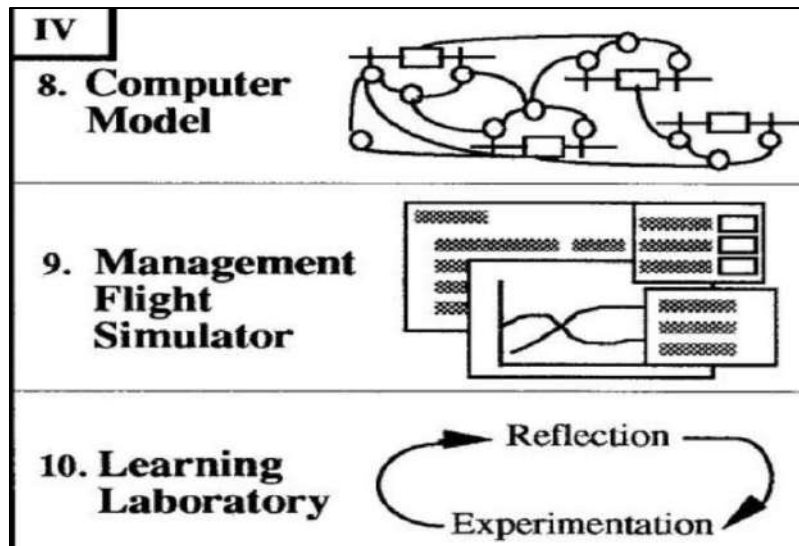 IV
8. Computer
Model
9. Management
Flight
Simulator
10. Learning
Laboratory
Reflection
Experimentation